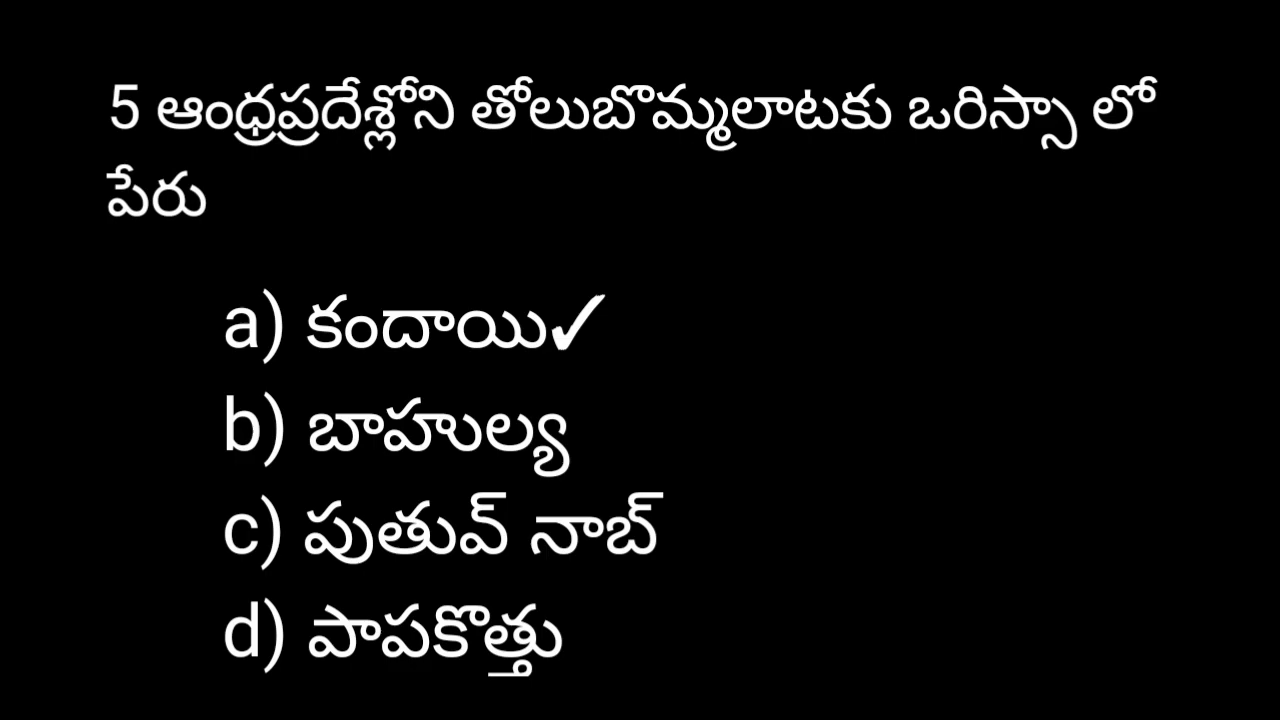 5 ఆంధ్రప్రదేశ్లోని తోలుబొమ్మలాటకు ఒరిస్సా లో
పేరు
a) కందాయి✓
b) బాహుల్య
c) పుతువ్ నాబ్
d) పాపకొత్తు